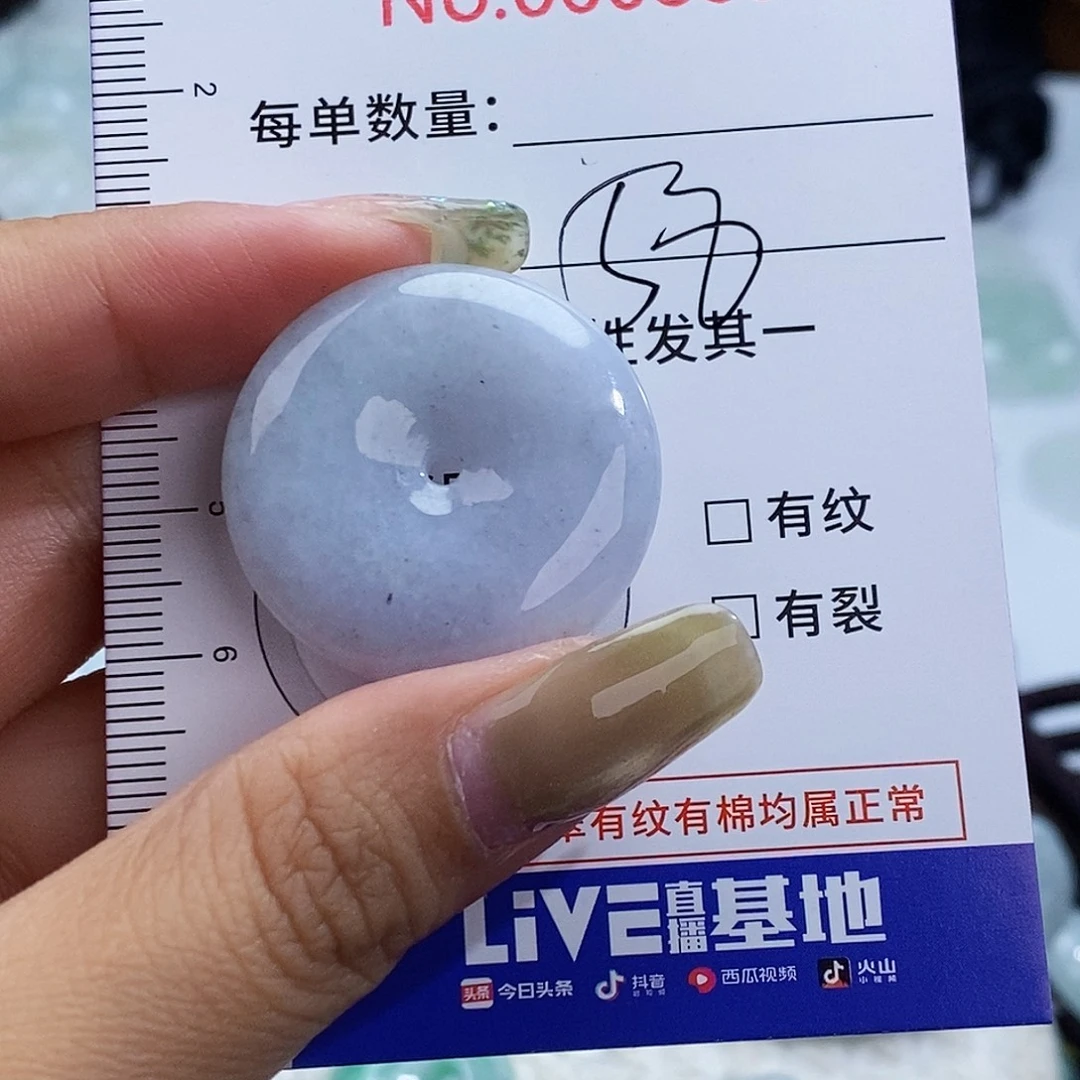 2
每单数量：
发其一
5
□ 有纹
6
有裂
有纹有棉均属正常
LiVE直播基地
头条 今日头条 抖音 西瓜视频 火山